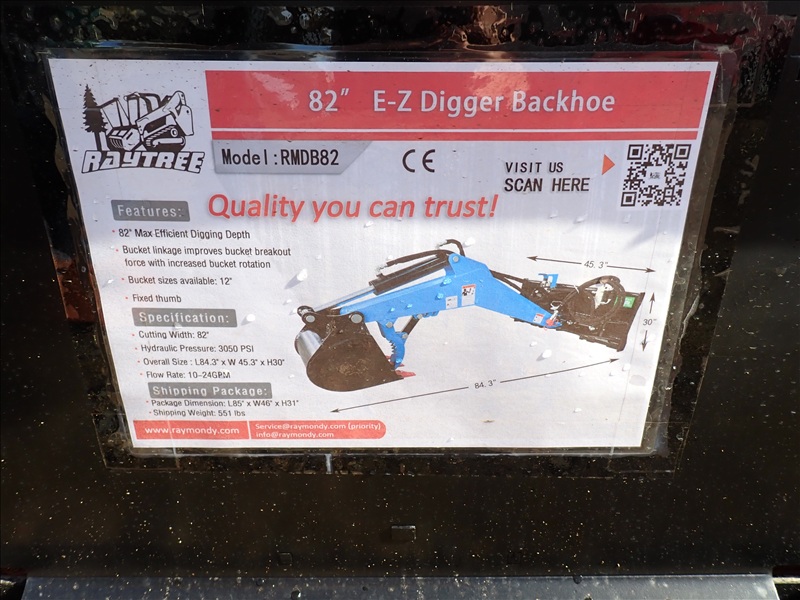 RAYTREE
82" E-Z Digger Backhoe
Model:RMDB82
CE
VISIT US
SCAN HERE
Quality you can trust!
Features:
• 82" Max Efficient Digging Depth
• Bucket linkage improves bucket breakout
force with increased bucket rotation
• Bucket sizes available: 12"
• Fixed thumb
Specification:
• Cutting Width: 82"
• Hydraulic Pressure: 3050 PSI
• Overall Size : L84.3" x W 45.3" x H30"
• Flow Rate: 10-24GPM
Shipping Package:
• Package Dimension: L85" x W46" x H31"
• Shipping Weight: 551 lbs
45.3"
30"
84.3"
www.raymondy.com
Service@raymondy.com (priority)
info@raymondy.com